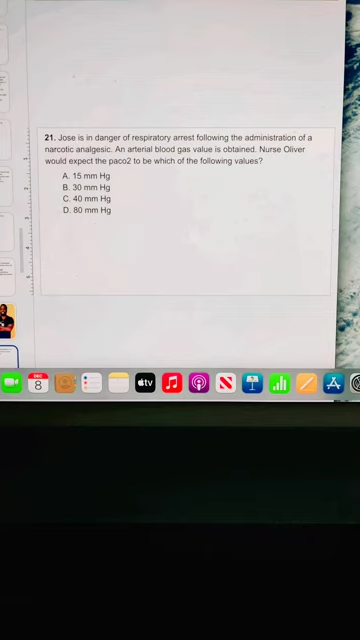 21. Jose is in danger of respiratory arrest following the administration of a
narcotic analgesic. An arterial blood gas value is obtained. Nurse Oliver
would expect the paco2 to be which of the following values?
A. 15 mm Hg
B. 30 mm Hg
C. 40 mm Hg
D. 80 mm Hg
DEC
8
tv